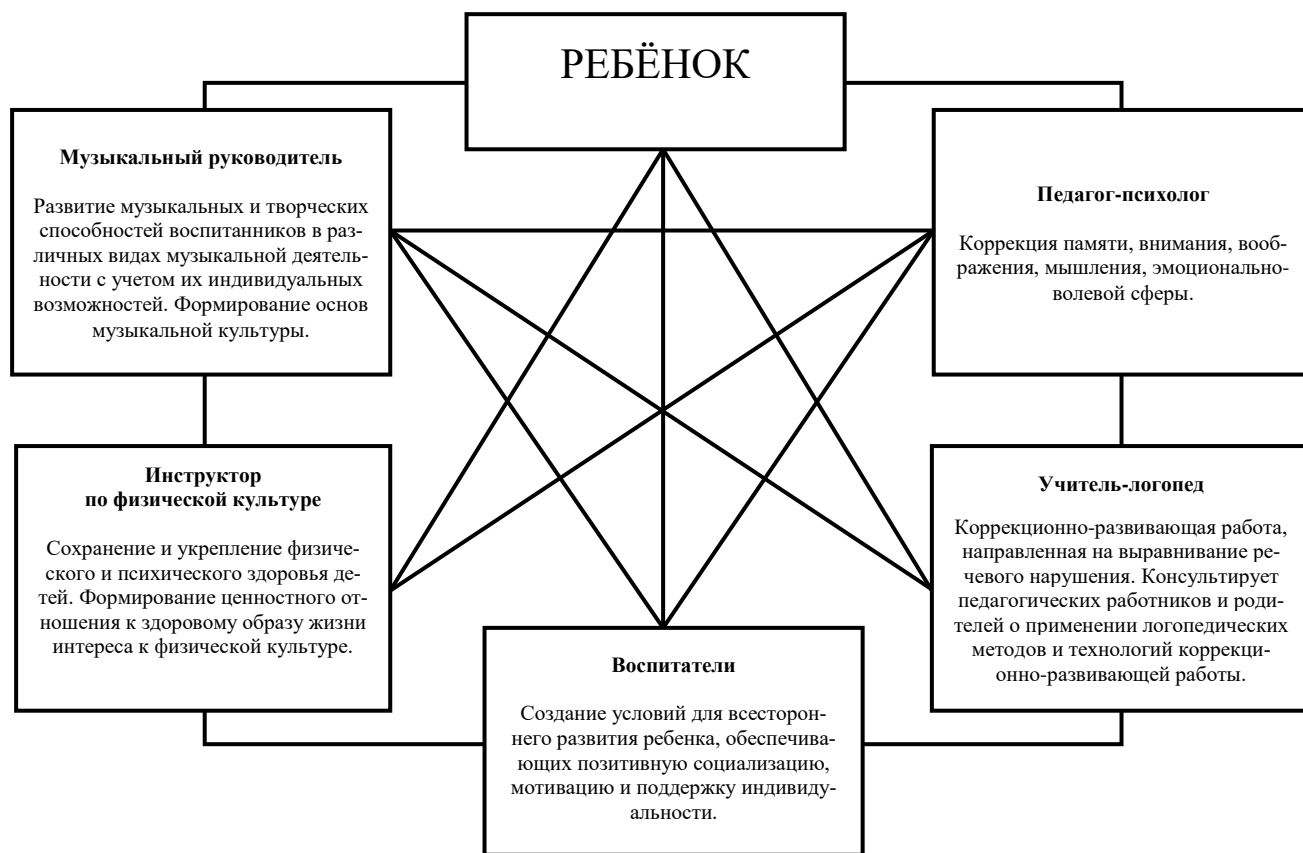 РЕБЁНОК
Музыкальный руководитель
Развитие музыкальных и творческих
способностей воспитанников в раз-
личных видах музыкальной деятель-
ности с учетом их индивидуальных
возможностей. Формирование основ
музыкальной культуры.
Педагог-психолог
Коррекция памяти, внимания, вооб-
ражения, мышления, эмоционально-
волевой сферы.
Инструктор
по физической культуре
Сохранение и укрепление физиче-
ского и психического здоровья де-
тей. Формирование ценностного от-
ношения к здоровому образу жизни
интереса к физической культуре.
Учитель-логопед
Коррекционно-развивающая работа,
направленная на выравнивание ре-
чевого нарушения. Консультирует
педагогических работников и роди-
телей о применении логопедических
методов и технологий коррекци-
онно-развивающей работы.
Воспитатели
Создание условий для всесторон-
него развития ребенка, обеспечива-
ющих позитивную социализацию,
мотивацию и поддержку индивиду-
альности.